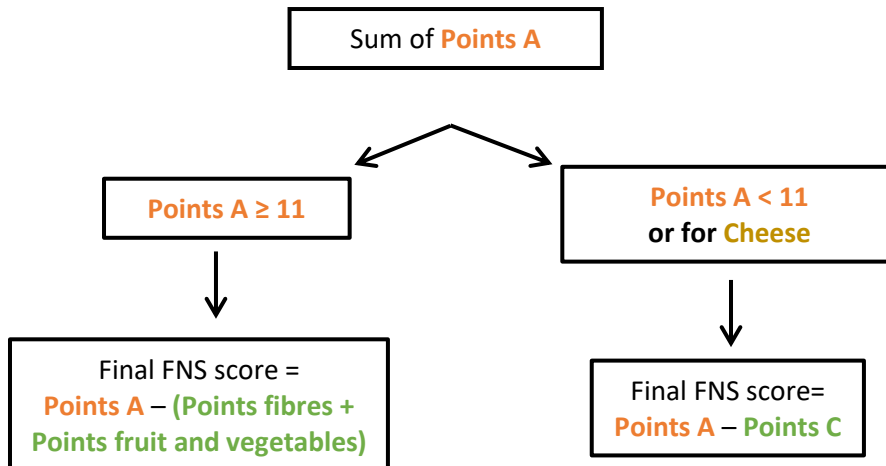 Sum of Points A
Points A ≥ 11
Points A < 11
or for Cheese
Final FNS score =
Points A – (Points fibres +
Points fruit and vegetables)
Final FNS score=
Points A – Points C